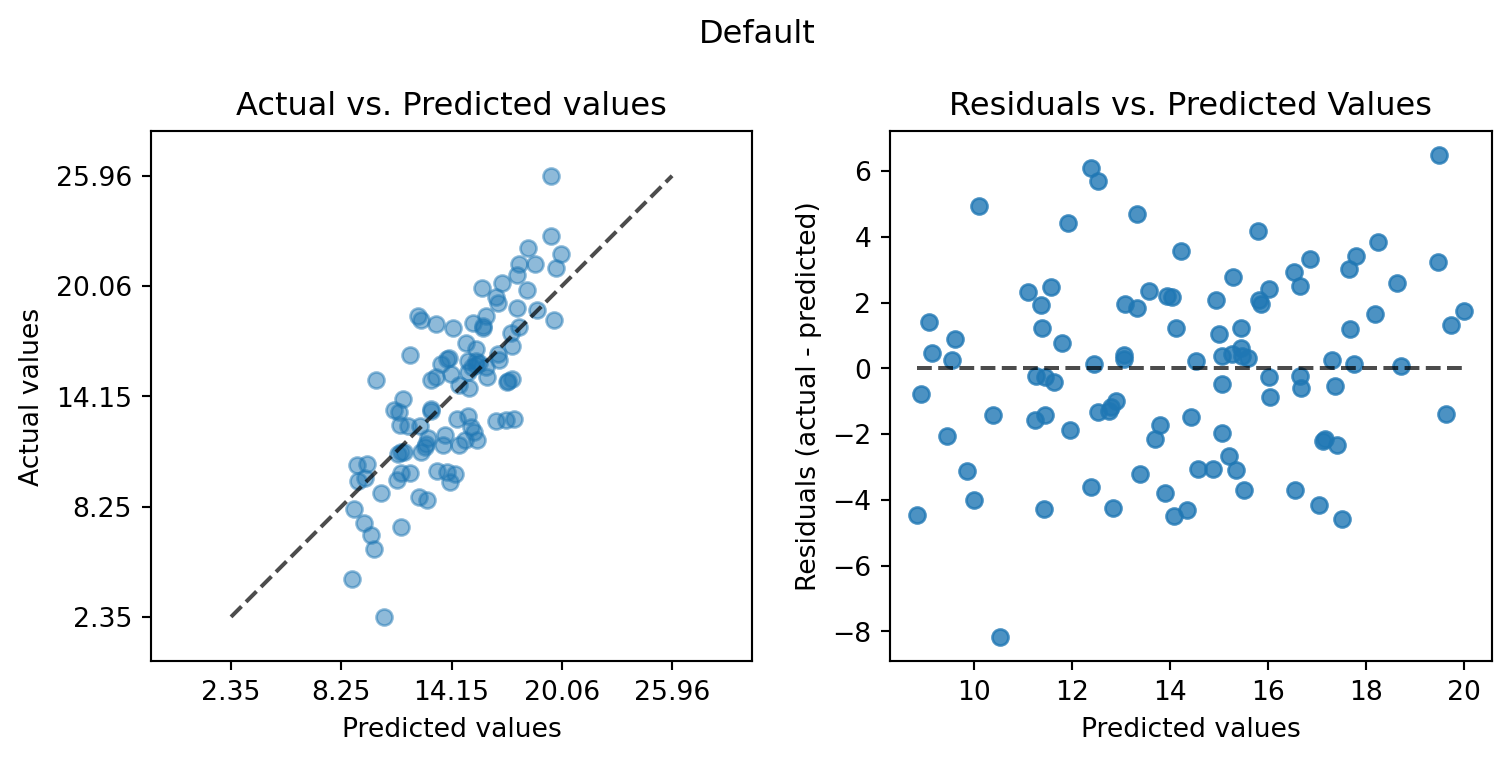 Default
Actual vs. Predicted values
25.96
20.06
14.15
8.25
2.35
Actual values
2.35 8.25 14.15 20.06 25.96
Predicted values
Residuals vs. Predicted Values
6
4
2
0
−2
−4
−6
−8
Residuals (actual - predicted)
10 12 14 16 18 20
Predicted values